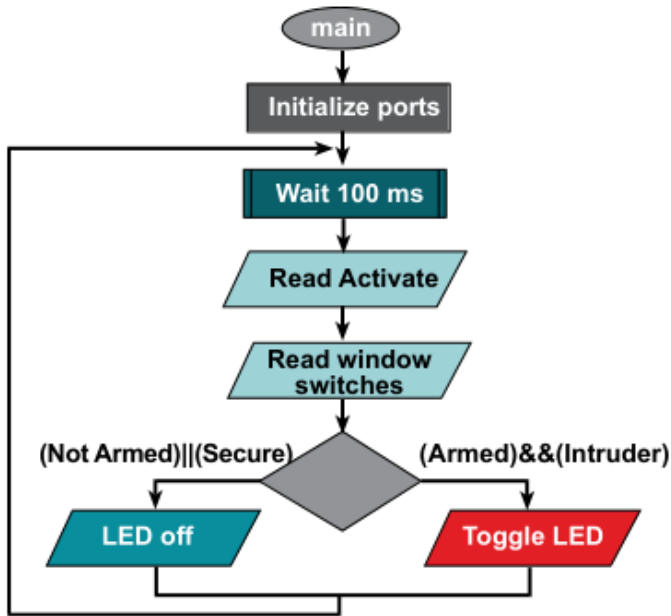 main
Initialize ports
Wait 100 ms
Read Activate
Read window
switches
(Not Armed)||(Secure)
(Armed)&&(Intruder)
LED off
Toggle LED